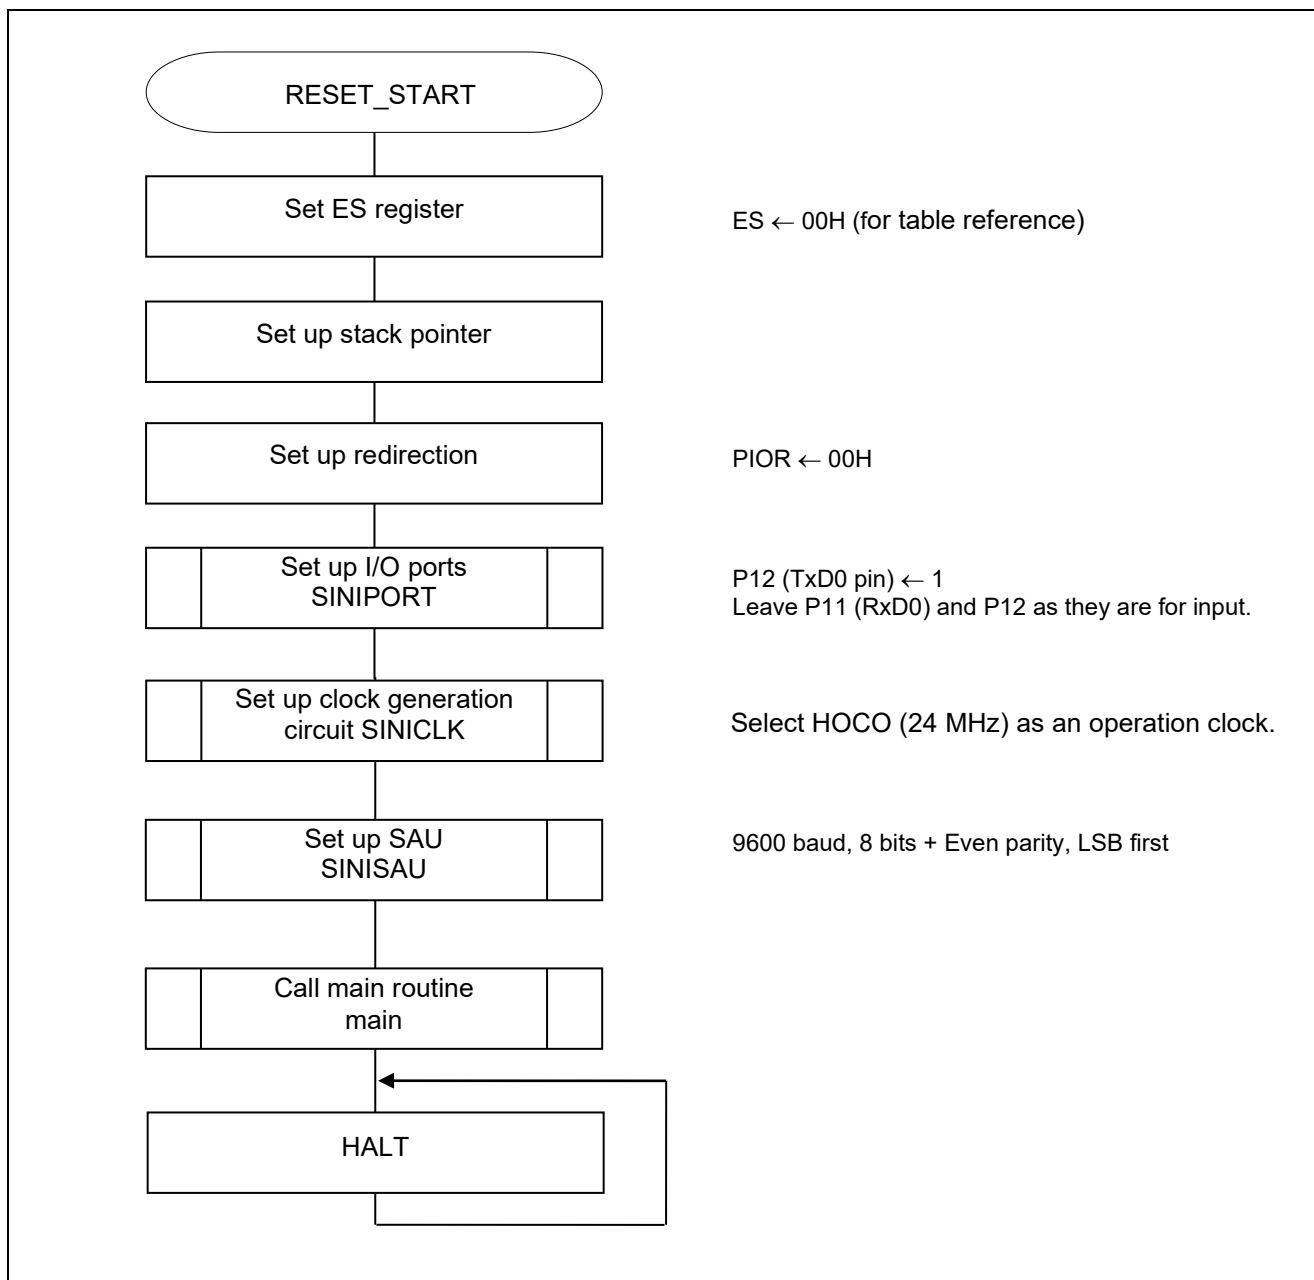 RESET_START
Set ES register
ES ← 00H (for table reference)
Set up stack pointer
Set up redirection
PIOR ← 00H
Set up I/O ports
SINIPORT
P12 (TxD0 pin) ← 1
Leave P11 (RxD0) and P12 as they are for input.
Set up clock generation
circuit SINICLK
Select HOCO (24 MHz) as an operation clock.
Set up SAU
SINISAU
9600 baud, 8 bits + Even parity, LSB first
Call main routine
main
HALT